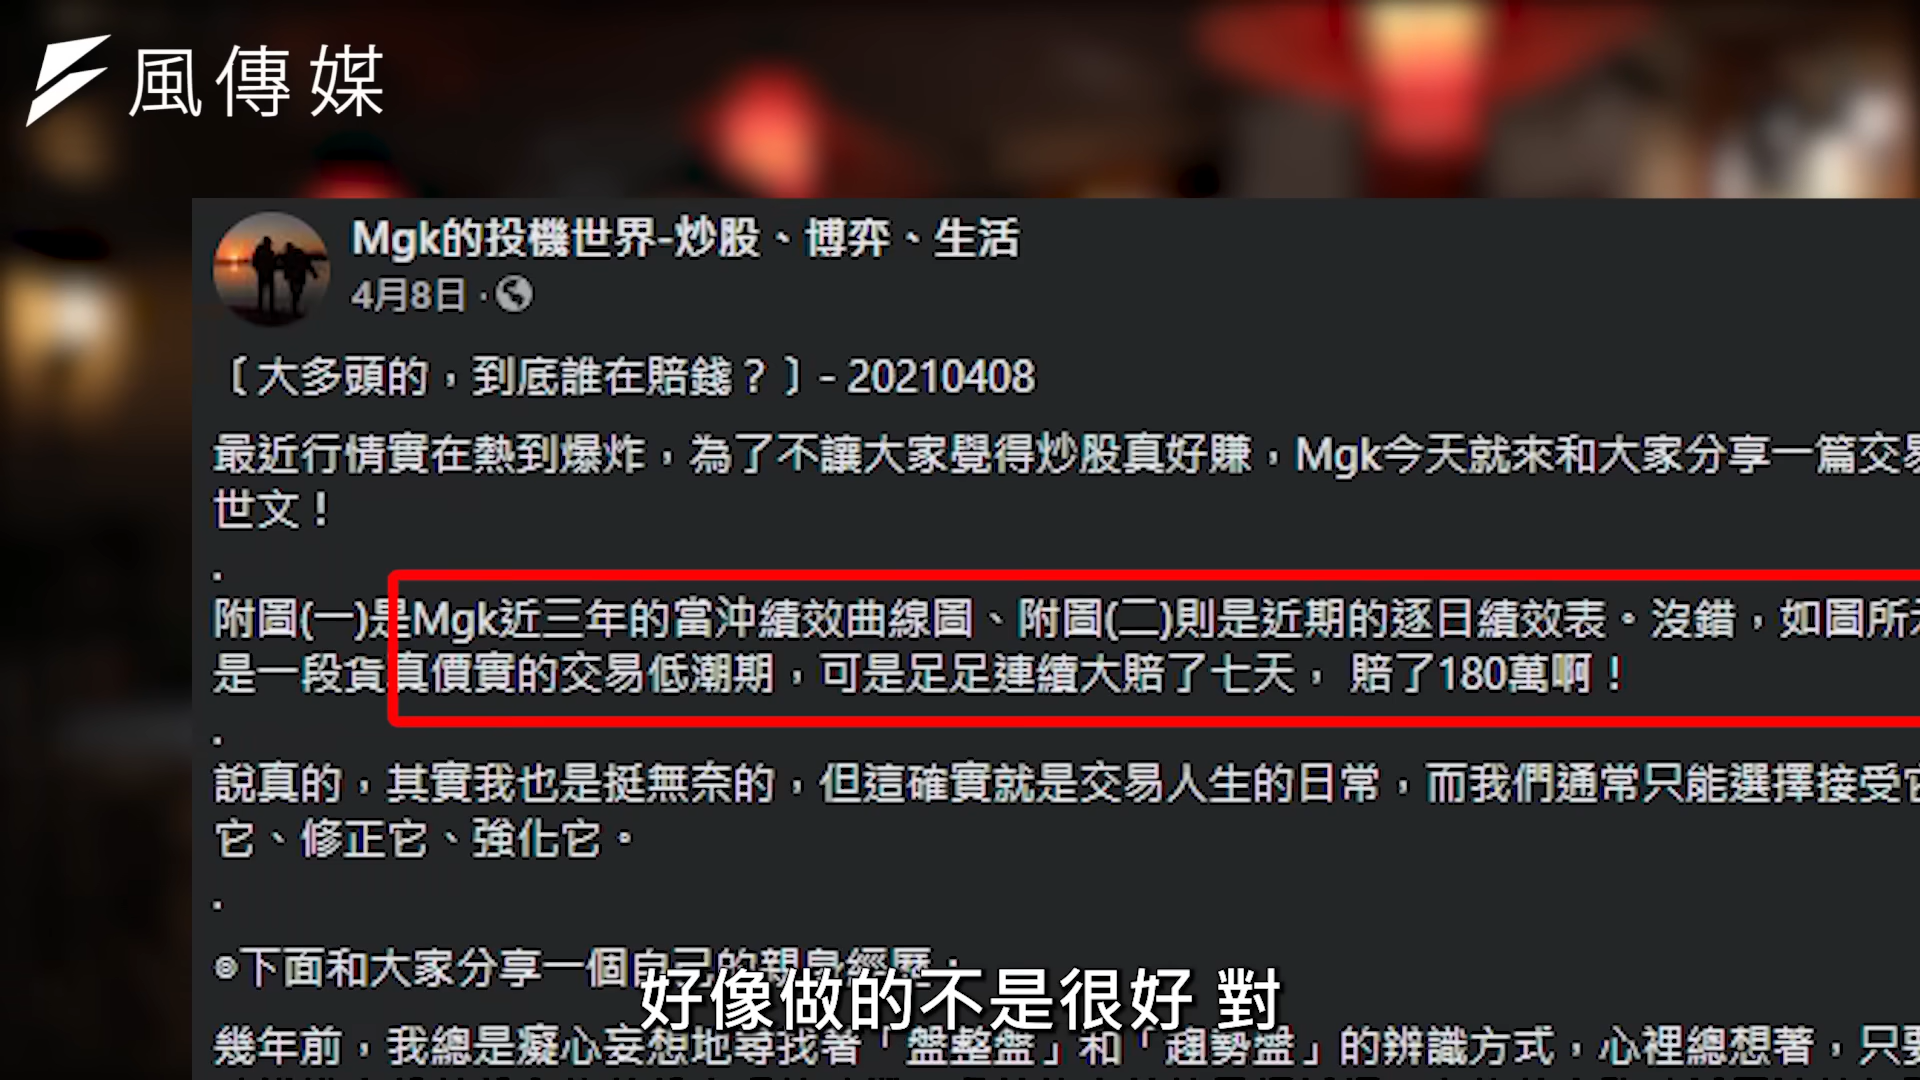 風傳媒
Mgk的投機世界-炒股、博弈、生活
4月8日·
〔大多頭的，到底誰在賠錢？〕- 20210408
最近行情實在熱到爆炸，為了不讓大家覺得炒股真好賺，Mgk今天就來和大家分享一篇交易
世文！
.
附圖(一)是Mgk近三年的當沖績效曲線圖、附圖(二)則是近期的逐日績效表。沒錯，如圖所示
是一段貨真價實的交易低潮期，可是足足連續大賠了七天， 賠了180萬啊！
.
說真的，其實我也是挺無奈的，但這確實就是交易人生的日常，而我們通常只能選擇接受它
它、修正它、強化它。
.
⊙下面和大家分享一個自己的親身經歷：
好像做的不是很好 對
幾年前，我總是癡心妄想地尋找著「盤整盤」和「趨勢盤」的辨識方式，心裡總想著，只要